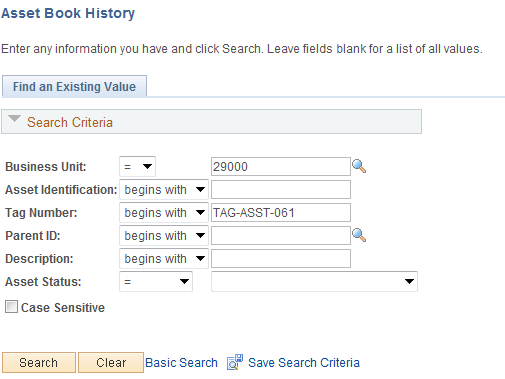 Asset Book History
Enter any information you have and click Search. Leave fields blank for a list of all values.
Find an Existing Value
Search Criteria
Business Unit: = 29000
Asset Identification: begins with
Tag Number: begins with TAG-ASST-061
Parent ID: begins with
Description: begins with
Asset Status: =
Case Sensitive
Search Clear Basic Search Save Search Criteria